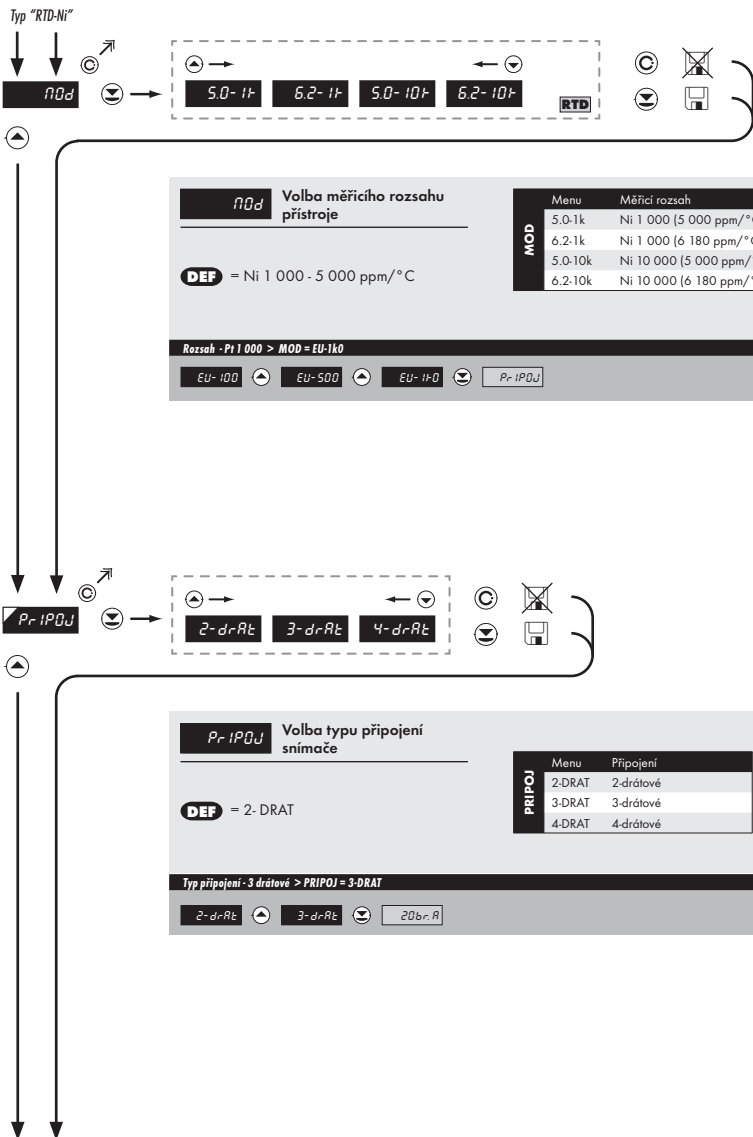 Typ “RTD-Ni”
MOd
5.0-1k 6.2-1k 5.0-10k 6.2-10k
RTD
MOd
Volba měřicího rozsahu
přístroje
DEF = Ni 1 000 - 5 000 ppm/°C
MOD
Menu Měřicí rozsah
5.0-1k Ni 1 000 (5 000 ppm/°
6.2-1k Ni 1 000 (6 180 ppm/°
5.0-10k Ni 10 000 (5 000 ppm/
6.2-10k Ni 10 000 (6 180 ppm/
Rozsah - Pt 1 000 > MOD = EU-1k0
EU-100 EU-500 EU-1k0 PrIPOJ
PrIPOJ
2-drAt 3-drAt 4-drAt
PrIPOJ
Volba typu připojení
snímače
DEF = 2- DRAT
PRIPOJ
Menu Připojení
2-DRAT 2-drátové
3-DRAT 3-drátové
4-DRAT 4-drátové
Typ připojení - 3 drátové > PRIPOJ = 3-DRAT
2-drAt 3-drAt ZObr. A